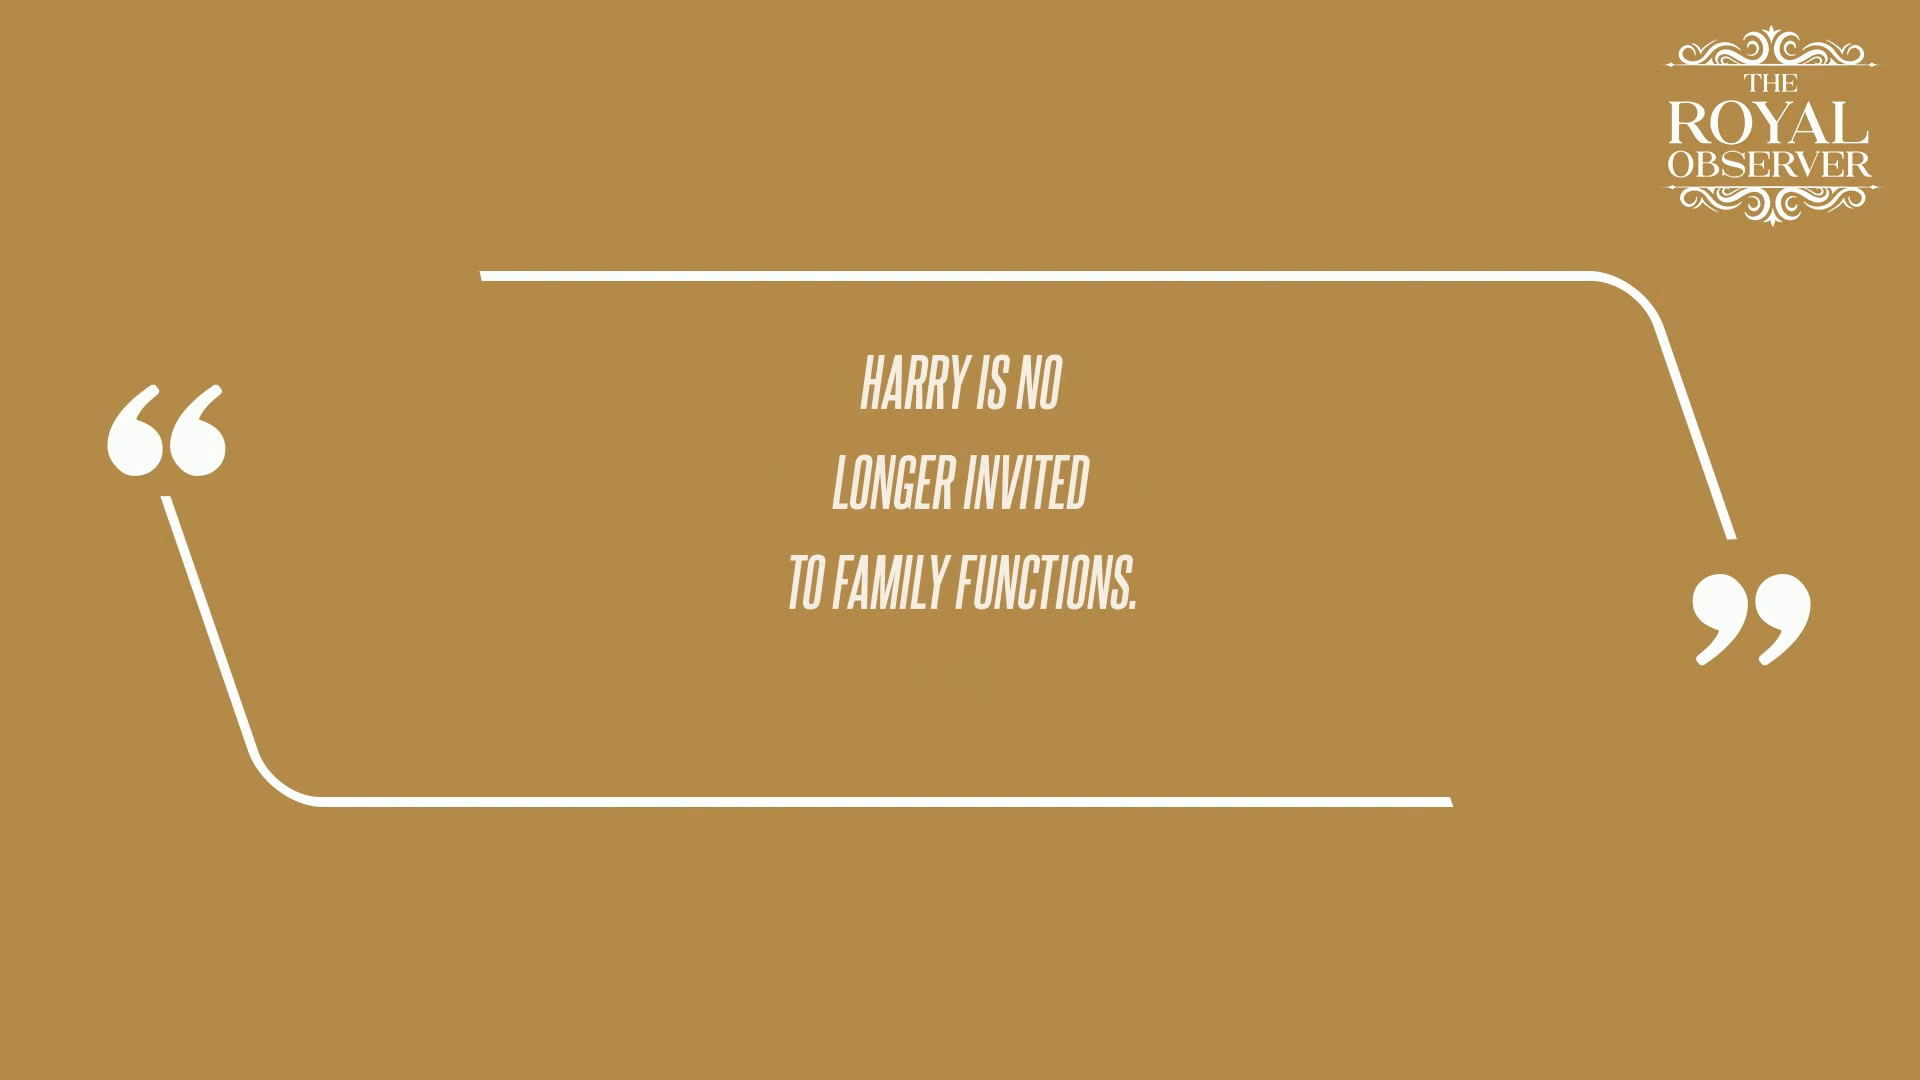 THE
ROYAL
OBSERVER
“
HARRY IS NO
LONGER INVITED
TO FAMILY FUNCTIONS.
”